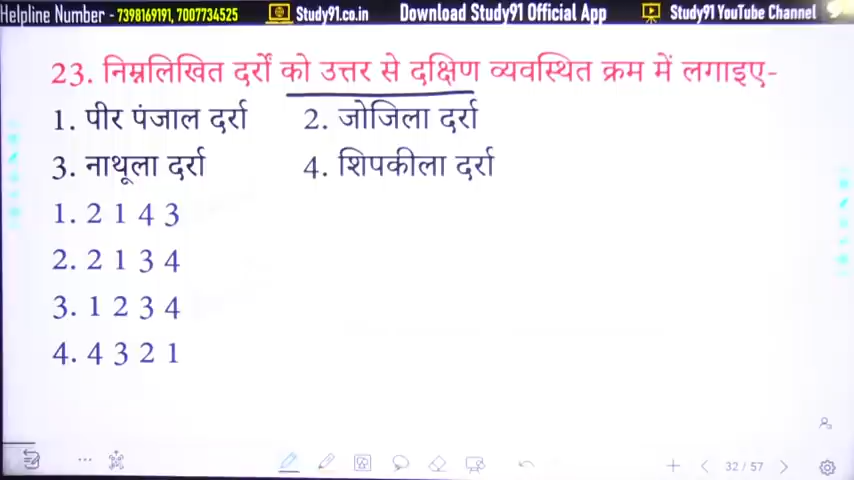 Helpline Number - 7398169191, 7007734525 Study91.co.in Download Study91 Official App Study91 YouTube Channel
23. निम्नलिखित दर्रों को उत्तर से दक्षिण व्यवस्थित क्रम में लगाइए-
1. पीर पंजाल दर्रा 2. जोजिला दर्रा
3. नाथूला दर्रा 4. शिपकीला दर्रा
1. 2 1 4 3
2. 2 1 3 4
3. 1 2 3 4
4. 4 3 2 1
32 / 57